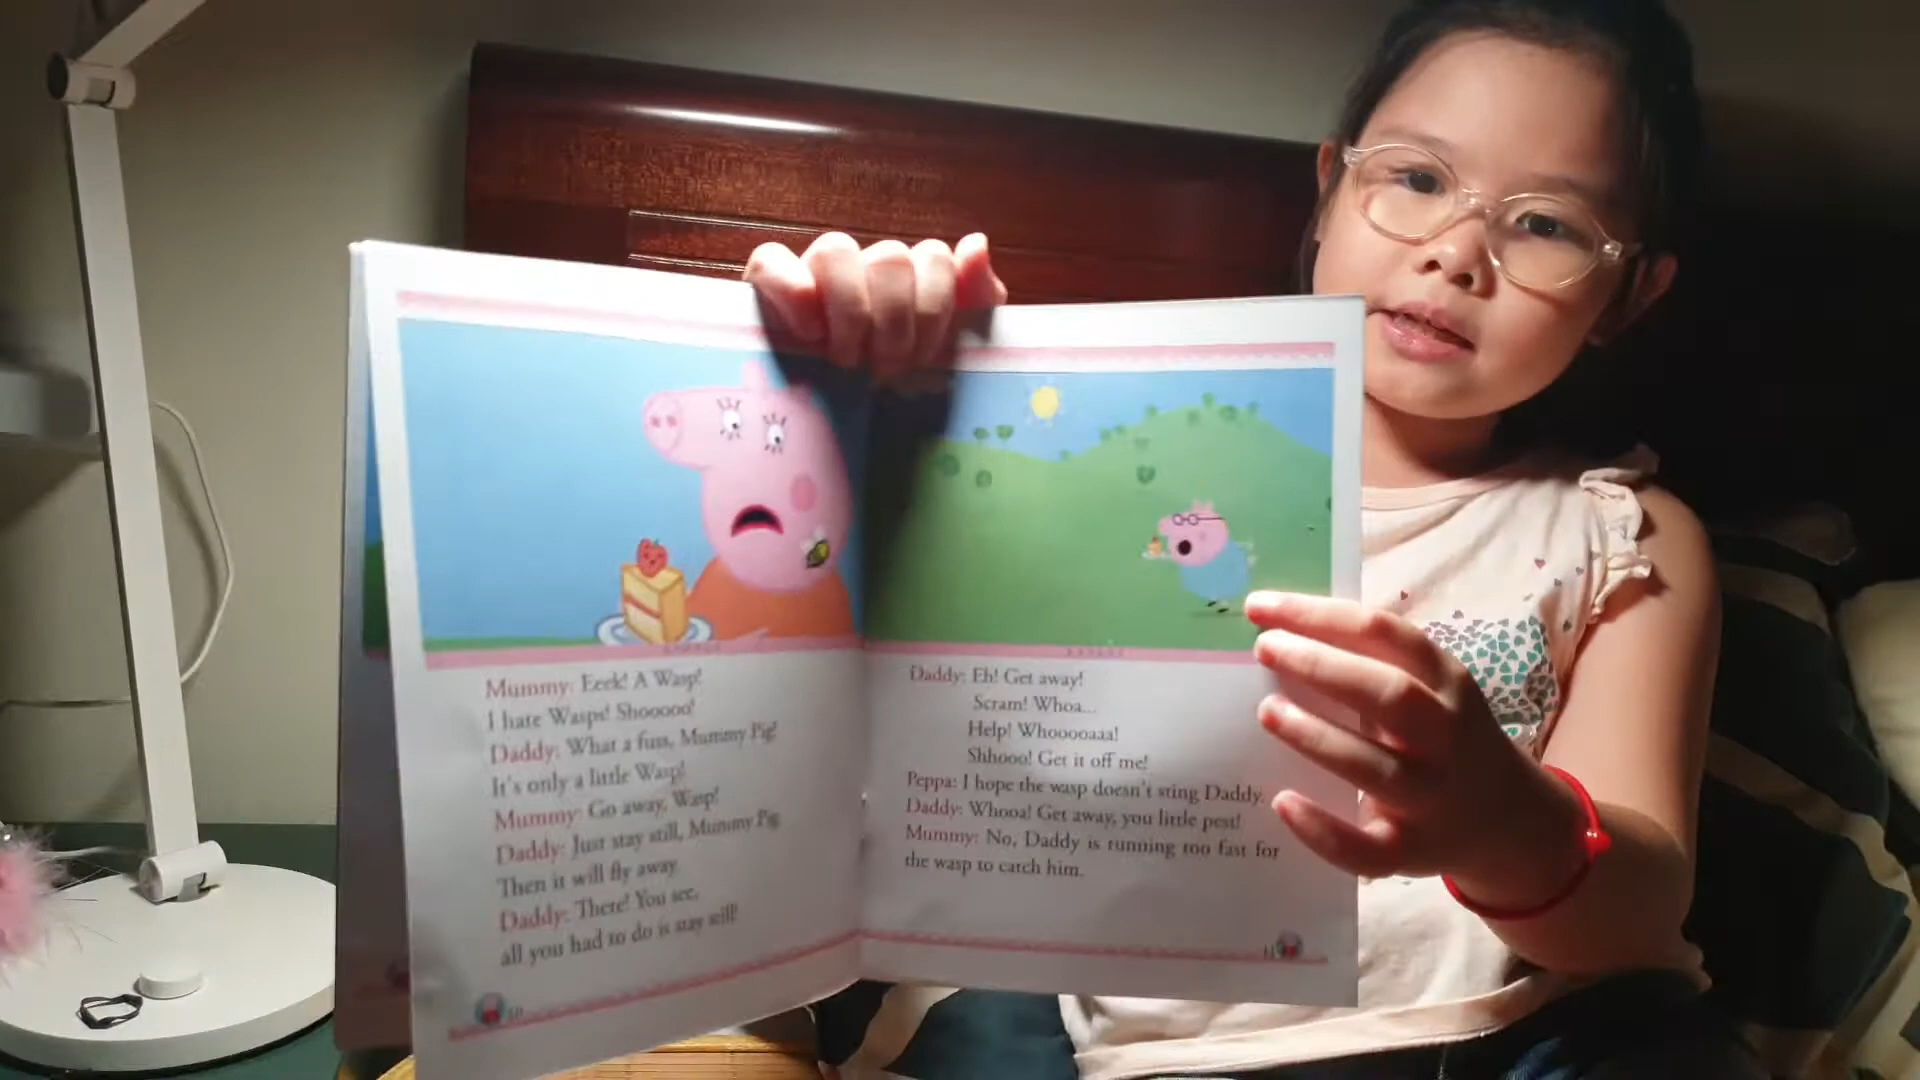 Mummy: Eeek! A Wasp!
I hate Wasps! Shooooo!
Daddy: What a fuss, Mummy Pig!
It's only a little Wasp!
Mummy: Go away, Wasp!
Daddy: Just stay still, Mummy Pig.
Then it will fly away.
Daddy: There! You see,
all you had to do is stay still!
10
Daddy: Eh! Get away!
Scram! Whoa...
Help! Whooooaaa!
Shhooo! Get it off me!
Peppa: I hope the wasp doesn't sting Daddy.
Daddy: Whooa! Get away, you little pest!
Mummy: No, Daddy is running too fast for
the wasp to catch him.
11